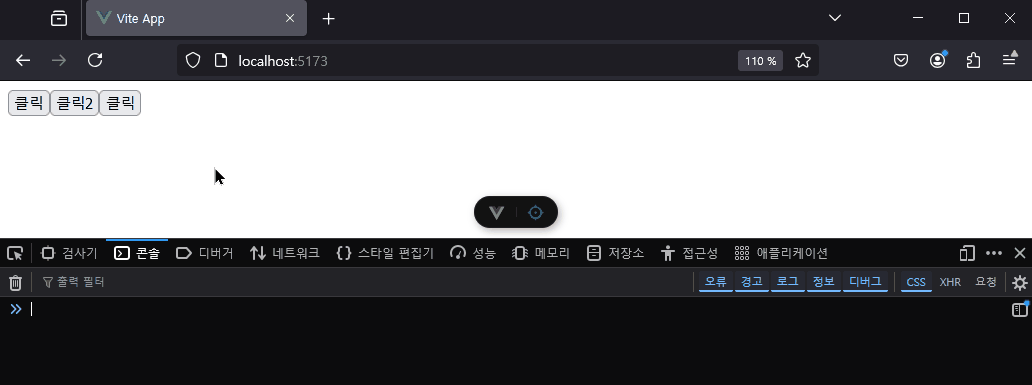 Vite App
localhost:5173 110 %
클릭 클릭2 클릭
검사기 콘솔 디버거 네트워크 스타일 편집기 성능 메모리 저장소 접근성 애플리케이션
출력 필터 오류 경고 로그 정보 디버그 CSS XHR 요청